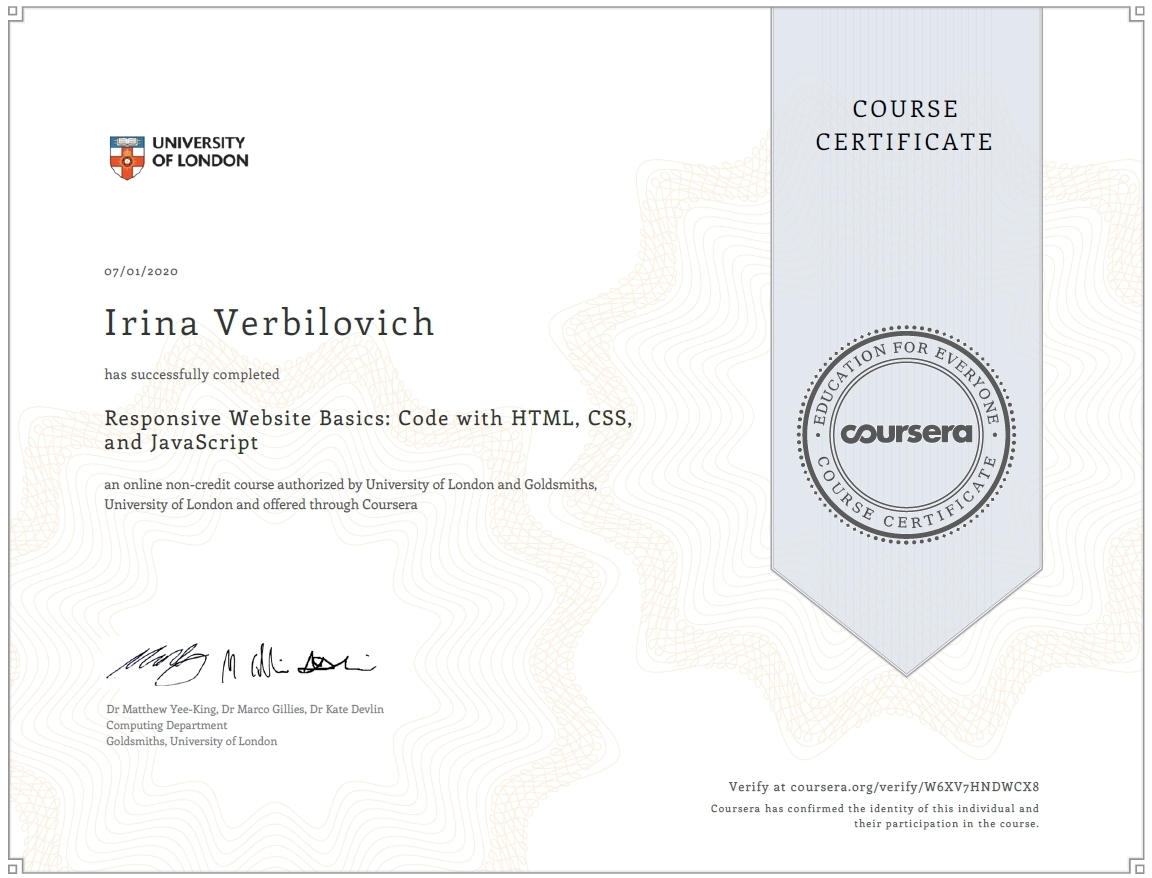 COURSE
CERTIFICATE
UNIVERSITY
OF LONDON
07/01/2020
Irina Verbilovich
has successfully completed
Responsive Website Basics: Code with HTML, CSS,
and JavaScript
an online non-credit course authorized by University of London and Goldsmiths,
University of London and offered through Coursera
EDUCATION FOR EVERYONE
coursera
COURSE CERTIFICATE
Dr Matthew Yee-King, Dr Marco Gillies, Dr Kate Devlin
Computing Department
Goldsmiths, University of London
Verify at coursera.org/verify/W6XV7HNDWCX8
Coursera has confirmed the identity of this individual and
their participation in the course.